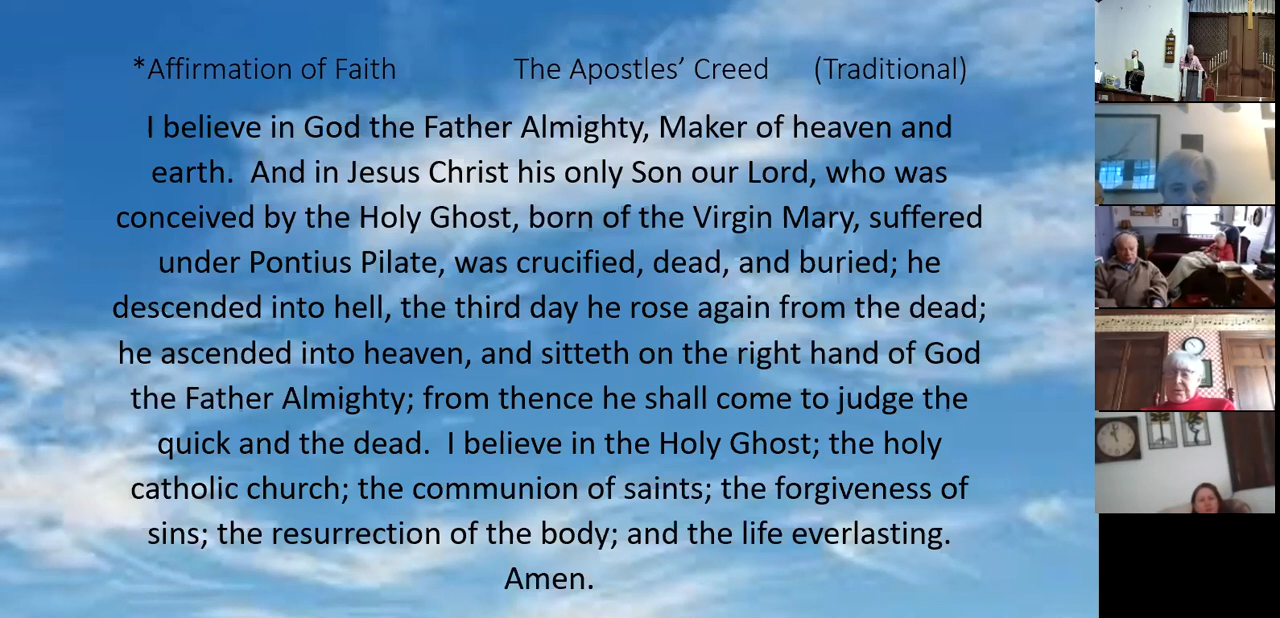 *Affirmation of Faith The Apostles’ Creed (Traditional)
I believe in God the Father Almighty, Maker of heaven and
earth. And in Jesus Christ his only Son our Lord, who was
conceived by the Holy Ghost, born of the Virgin Mary, suffered
under Pontius Pilate, was crucified, dead, and buried; he
descended into hell, the third day he rose again from the dead;
he ascended into heaven, and sitteth on the right hand of God
the Father Almighty; from thence he shall come to judge the
quick and the dead. I believe in the Holy Ghost; the holy
catholic church; the communion of saints; the forgiveness of
sins; the resurrection of the body; and the life everlasting.
Amen.